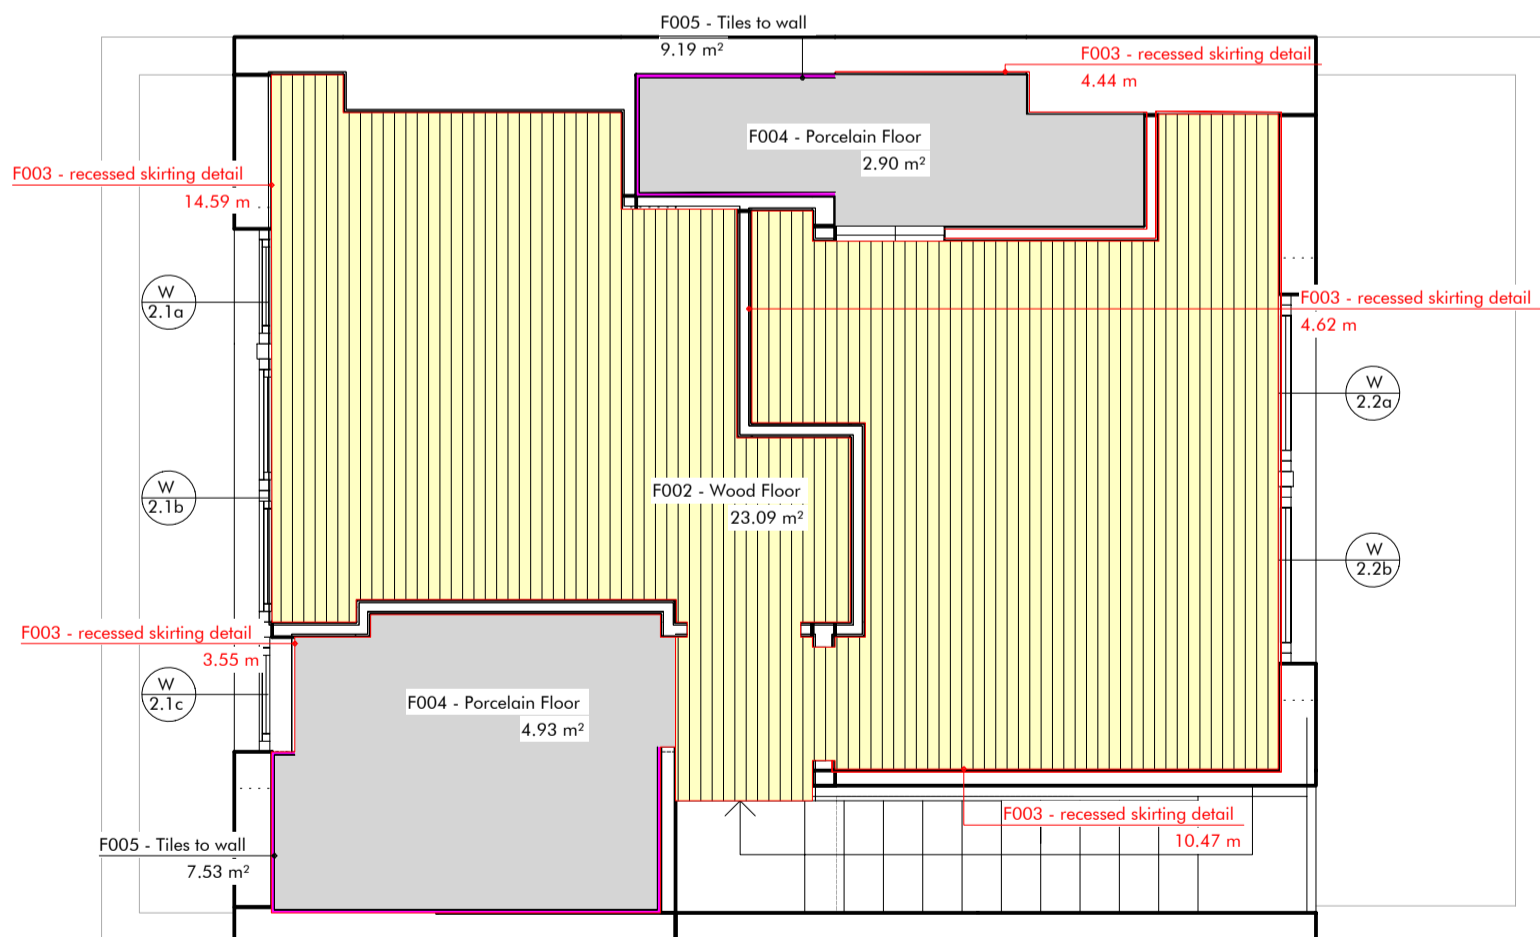 F005 - Tiles to wall
9.19 m²
F003 - recessed skirting detail
4.44 m
F004 - Porcelain Floor
2.90 m²
F003 - recessed skirting detail
14.59 m
W
2.1a
F003 - recessed skirting detail
4.62 m
W
2.2a
W
2.1b
F002 - Wood Floor
23.09 m²
W
2.2b
F003 - recessed skirting detail
3.55 m
W
2.1c
F004 - Porcelain Floor
4.93 m²
F003 - recessed skirting detail
10.47 m
F005 - Tiles to wall
7.53 m²